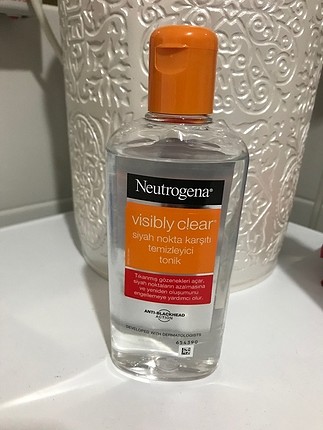 Neutrogena®
visibly clear™
siyah nokta karşıtı
temizleyici
tonik
Tıkanmış gözenekleri açar,
siyah noktaların azalmasına
ve yeniden oluşumunu
engellemeye yardımcı olur.
ANTI-BLACKHEAD
ACTION
DEVELOPED WITH DERMATOLOGISTS